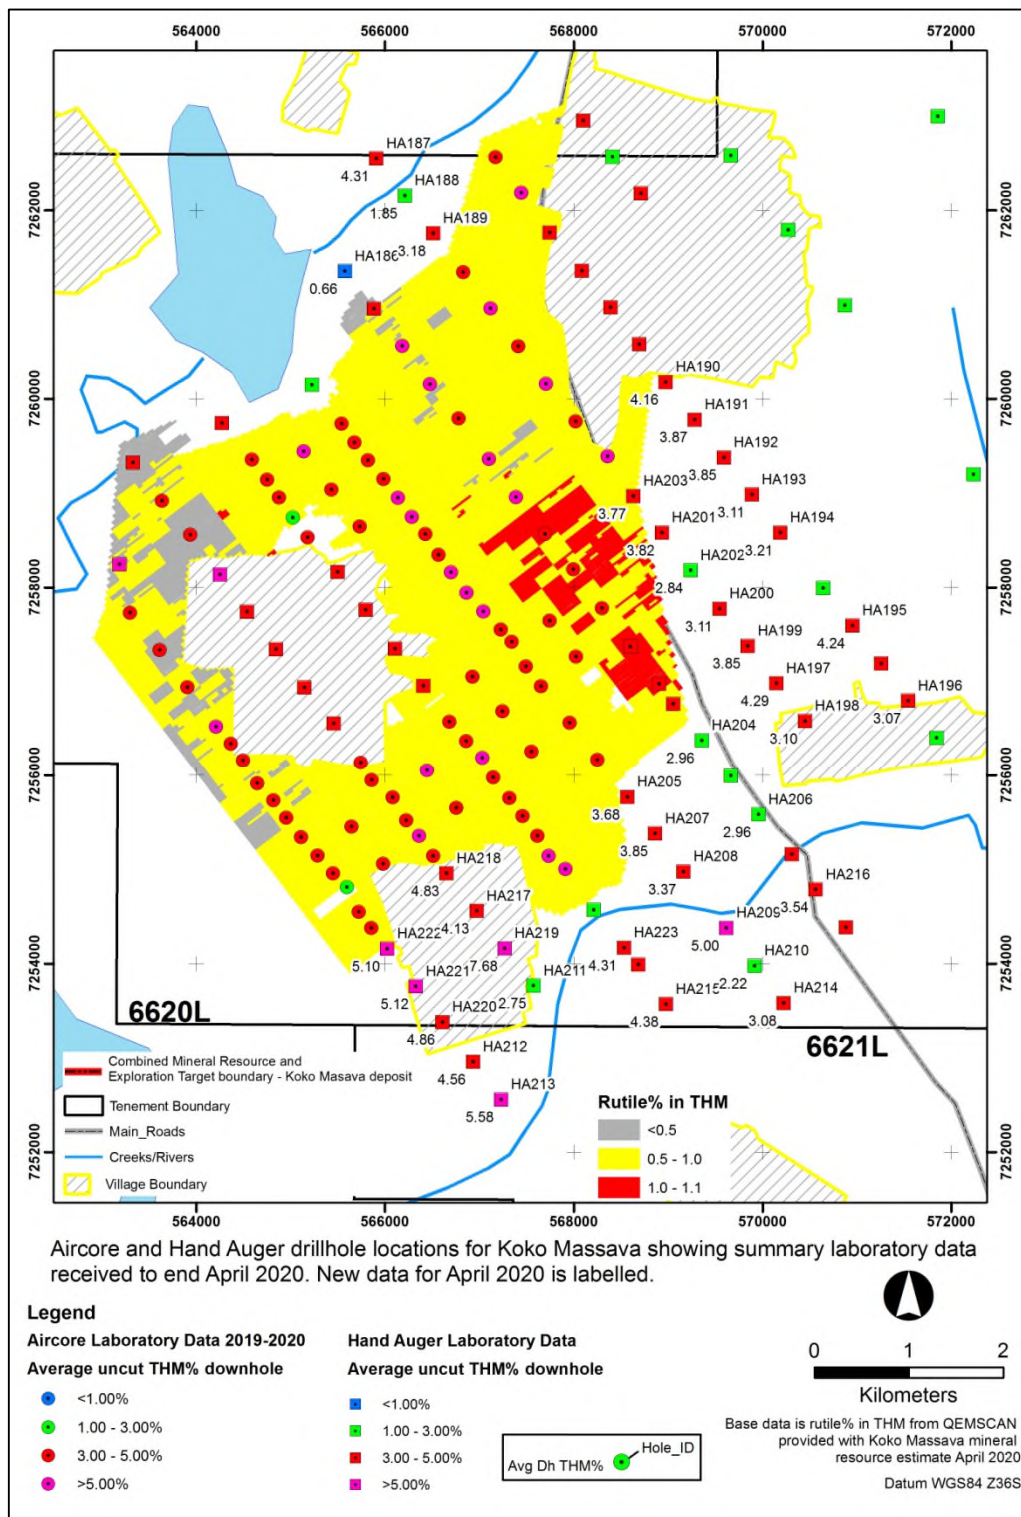 564000 566000 568000 570000 572000
7262000
7260000
7258000
7256000
7254000
7252000
7262000
7260000
7258000
7256000
7254000
7252000
HA187
4.31
HA188
1.85
HA189
3.18
HA186
0.66
HA190
4.16
HA191
3.87
HA192
3.85
HA203
3.77
HA193
3.11
HA201
3.82
HA194
3.21
HA202
2.84
HA200
3.11
HA195
4.24
HA199
3.85
HA197
4.29
HA196
3.07
HA198
3.10
HA204
2.96
HA205
3.68
HA206
2.96
HA207
3.85
HA208
3.37
HA218
4.83
HA216
3.54
HA217
4.13
HA209
5.00
HA222
5.10
HA219
7.68
HA223
4.31
HA210
2.22
HA221
5.12
HA211
2.75
HA215
4.38
HA214
3.08
HA220
4.86
HA212
4.56
HA213
5.58
6620L
6621L
Combined Mineral Resource and
Exploration Target boundary - Koko Masava deposit
Tenement Boundary
Main_Roads
Creeks/Rivers
Village Boundary
Rutile% in THM
<0.5
0.5 - 1.0
1.0 - 1.1
564000 566000 568000 570000 572000
Aircore and Hand Auger drillhole locations for Koko Massava showing summary laboratory data
received to end April 2020. New data for April 2020 is labelled.
Legend
Aircore Laboratory Data 2019-2020
Average uncut THM% downhole
<1.00%
1.00 - 3.00%
3.00 - 5.00%
>5.00%
Hand Auger Laboratory Data
Average uncut THM% downhole
<1.00%
1.00 - 3.00%
3.00 - 5.00%
>5.00%
Hole_ID
Avg Dh THM%
0 1 2
Kilometers
Base data is rutile% in THM from QEMSCAN
provided with Koko Massava mineral
resource estimate April 2020
Datum WGS84 Z36S